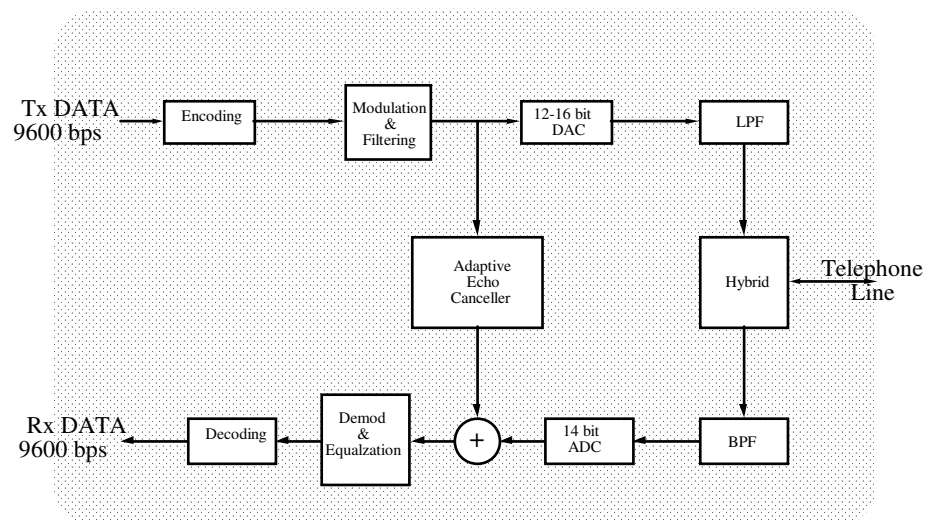 Tx DATA
9600 bps
Encoding
Modulation
&
Filtering
12-16 bit
DAC
LPF
Adaptive
Echo
Canceller
Hybrid
Telephone
Line
Rx DATA
9600 bps
Decoding
Demod
&
Equalzation
+
14 bit
ADC
BPF